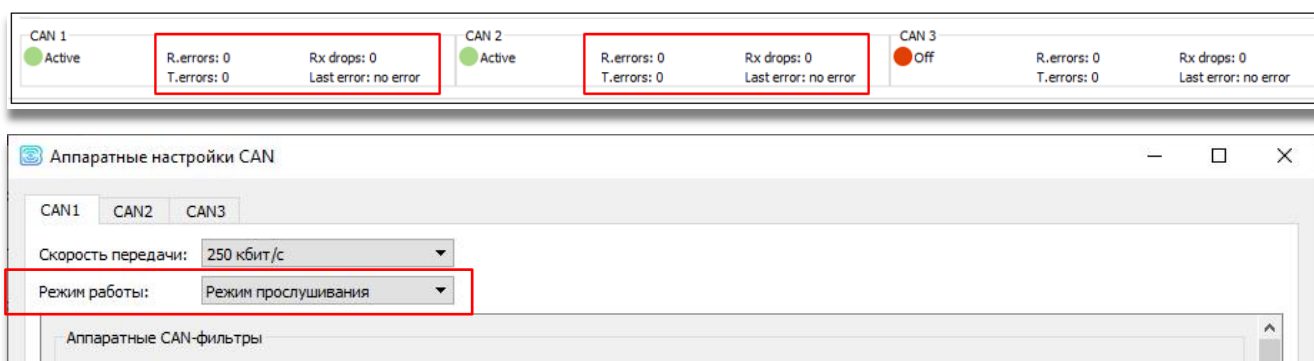 CAN 1 CAN 2 CAN 3
Active R.errors: 0 Rx drops: 0 Active R.errors: 0 Rx drops: 0 Off R.errors: 0 Rx drops: 0
T.errors: 0 Last error: no error T.errors: 0 Last error: no error T.errors: 0 Last error: no error
Аппаратные настройки CAN
CAN1 CAN2 CAN3
Скорость передачи: 250 кбит/с
Режим работы: Режим прослушивания
Аппаратные CAN-фильтры